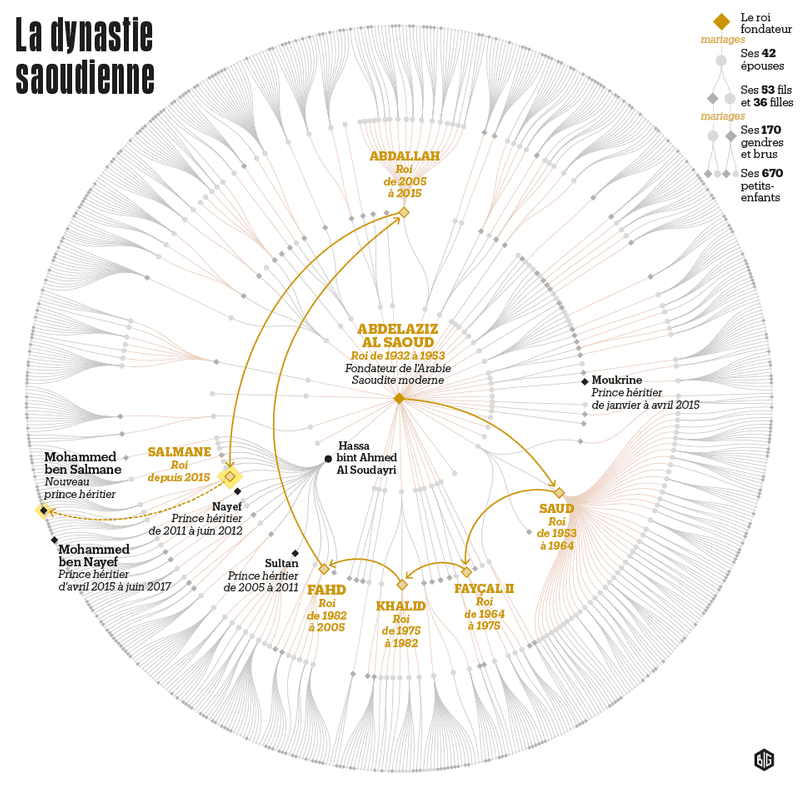 La dynastie
saoudienne
Le roi
fondateur
mariages
Ses 42
épouses
Ses 53 fils
et 36 filles
mariages
Ses 170
gendres
et brus
Ses 670
petits-
enfants
ABDALLAH
Roi
de 2005
à 2015
ABDELAZIZ
AL SAOUD
Roi de 1932 à 1953
Fondateur de l'Arabie
Saoudite moderne
Moukrine
Prince héritier
de janvier à avril 2015
Hassa
bint Ahmed
Al Soudayri
SALMANE
Roi
depuis 2015
Mohammed
ben Salmane
Nouveau
prince héritier
Nayef
Prince héritier
de 2011 à juin 2012
Mohammed
ben Nayef
Prince héritier
d'avril 2015 à juin 2017
Sultan
Prince héritier
de 2005 à 2011
SAUD
Roi
de 1953
à 1964
FAHD
Roi
de 1982
à 2005
KHALID
Roi
de 1975
à 1982
FAYÇAL II
Roi
de 1964
à 1975
BIG